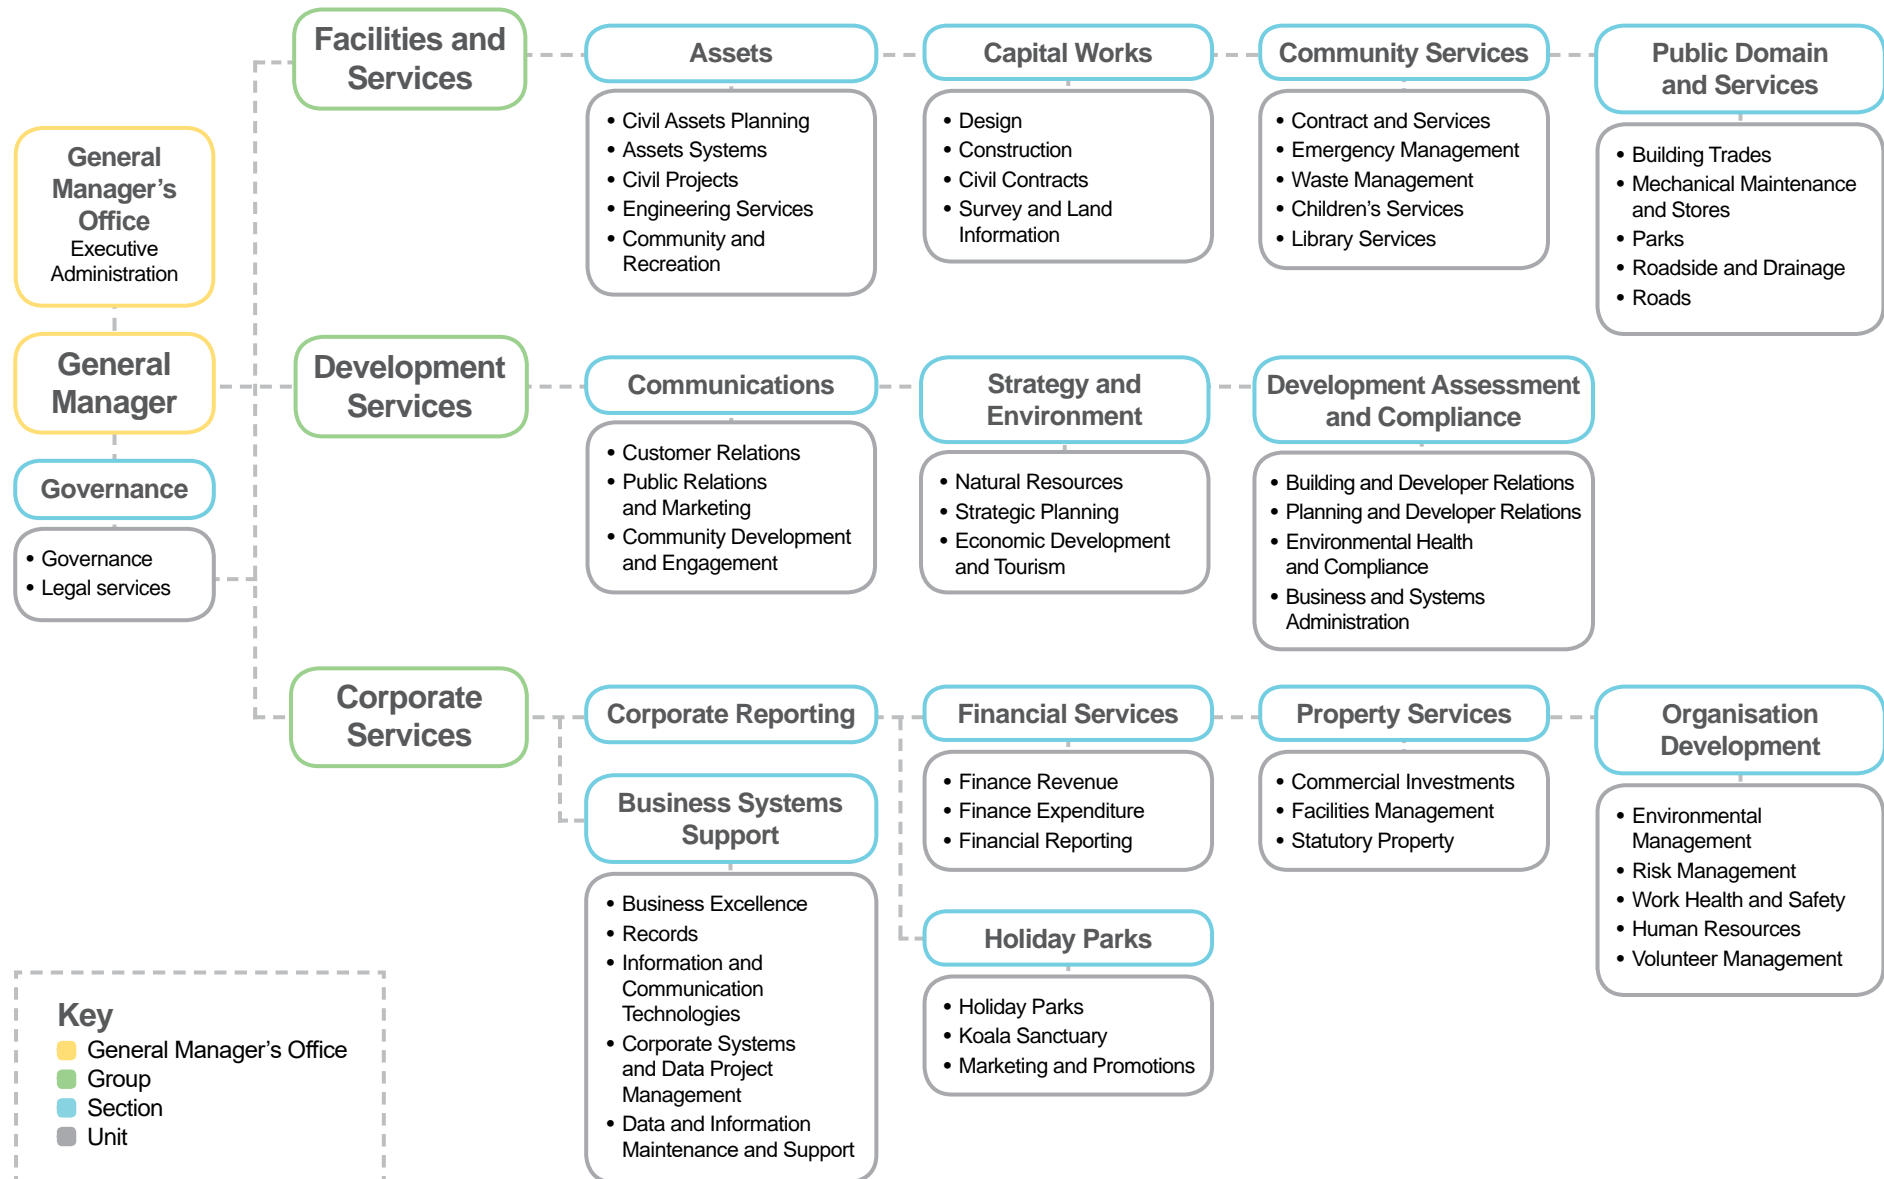 General
Manager’s
Office
Executive
Administration
General
Manager
Governance
• Governance
• Legal services
Facilities and
Services
Assets
• Civil Assets Planning
• Assets Systems
• Civil Projects
• Engineering Services
• Community and
Recreation
Capital Works
• Design
• Construction
• Civil Contracts
• Survey and Land
Information
Community Services
• Contract and Services
• Emergency Management
• Waste Management
• Children’s Services
• Library Services
Public Domain
and Services
• Building Trades
• Mechanical Maintenance
and Stores
• Parks
• Roadside and Drainage
• Roads
Development
Services
Communications
• Customer Relations
• Public Relations
and Marketing
• Community Development
and Engagement
Strategy and
Environment
• Natural Resources
• Strategic Planning
• Economic Development
and Tourism
Development Assessment
and Compliance
• Building and Developer Relations
• Planning and Developer Relations
• Environmental Health
and Compliance
• Business and Systems
Administration
Corporate
Services
Corporate Reporting
Business Systems
Support
• Business Excellence
• Records
• Information and
Communication
Technologies
• Corporate Systems
and Data Project
Management
• Data and Information
Maintenance and Support
Financial Services
• Finance Revenue
• Finance Expenditure
• Financial Reporting
Holiday Parks
• Holiday Parks
• Koala Sanctuary
• Marketing and Promotions
Property Services
• Commercial Investments
• Facilities Management
• Statutory Property
Organisation
Development
• Environmental
Management
• Risk Management
• Work Health and Safety
• Human Resources
• Volunteer Management
Key
General Manager’s Office
Group
Section
Unit